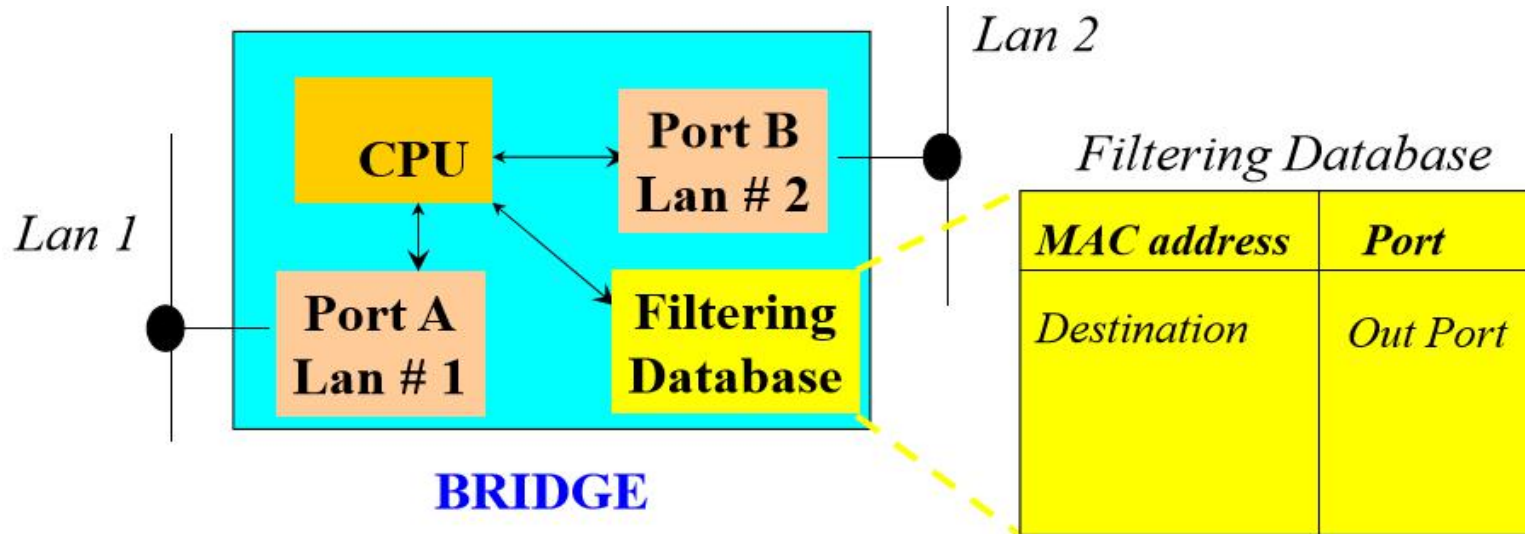 Lan 2
Lan 1
CPU
Port B
Lan # 2
Port A
Lan # 1
Filtering
Database
BRIDGE
Filtering Database
MAC address Port
Destination Out Port